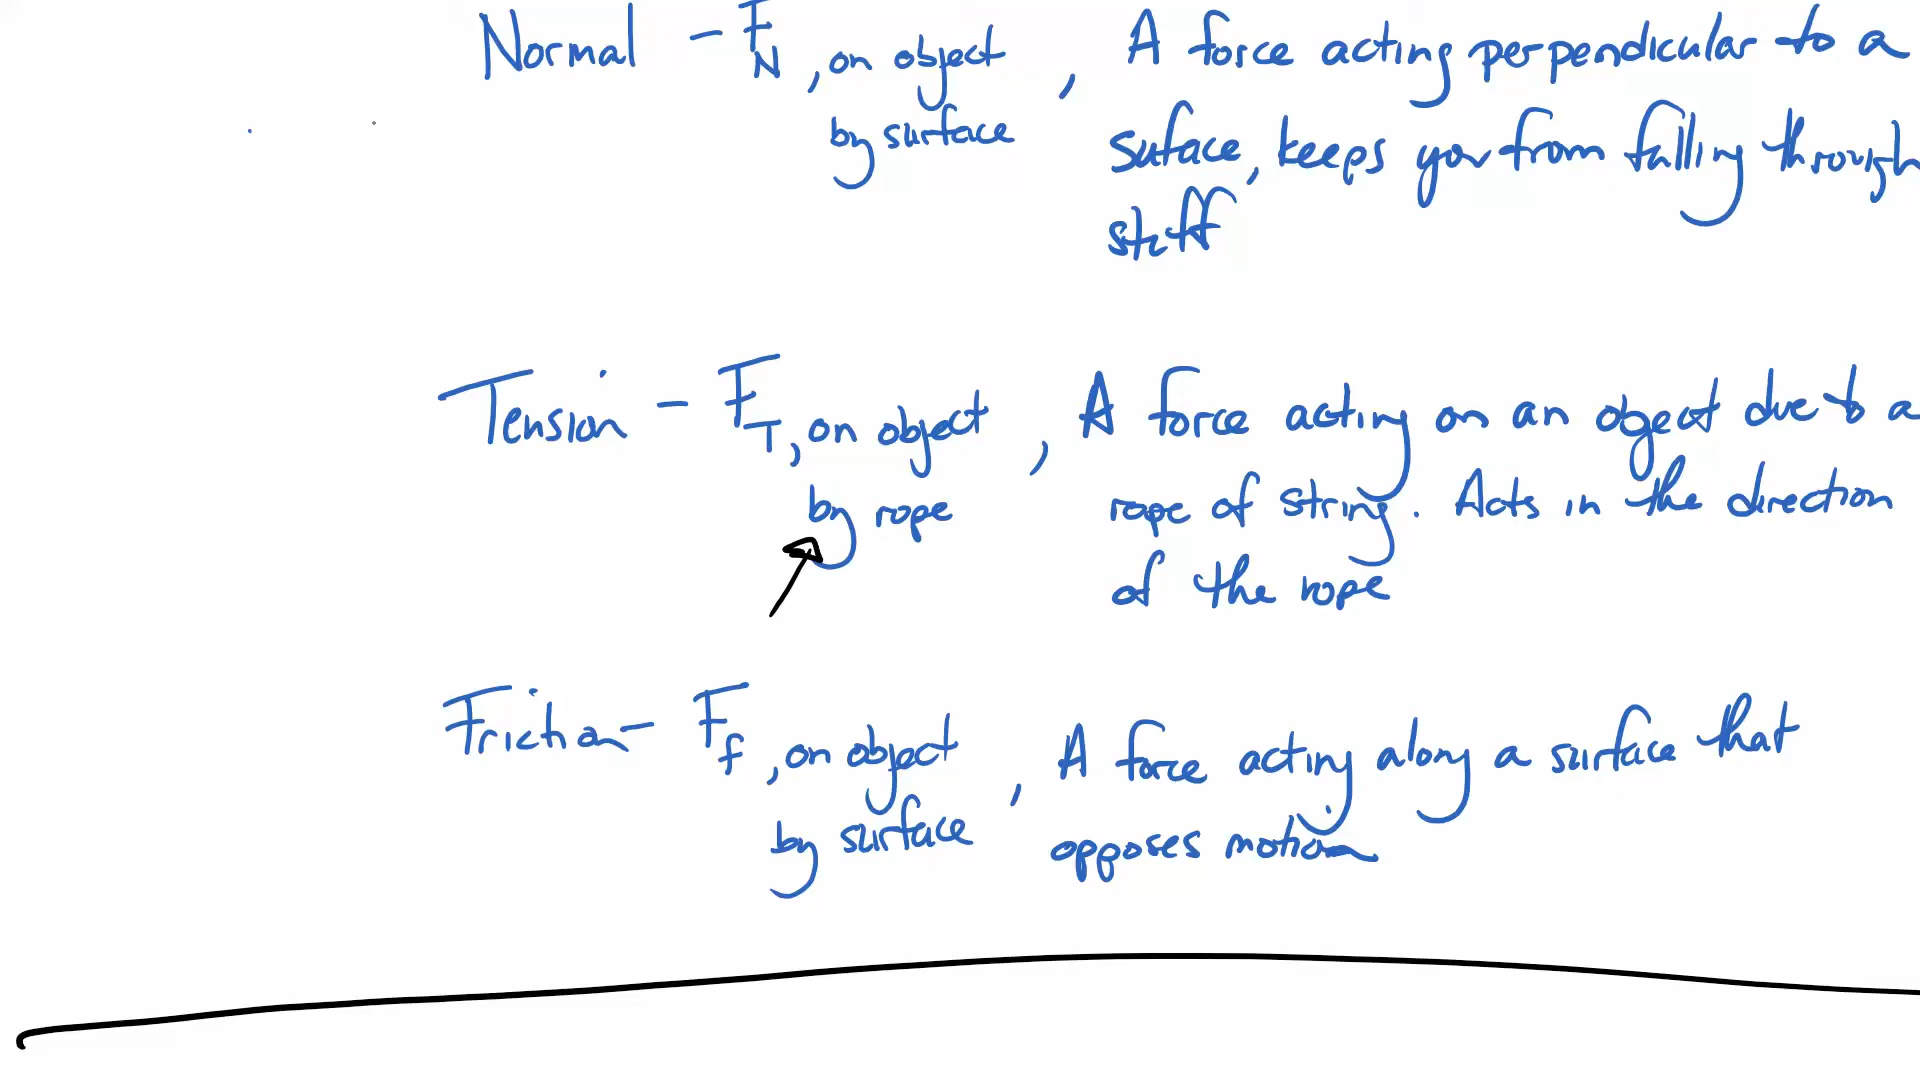 Normal - F_N, on object by surface, A force acting perpendicular to a
suface, keeps you from falling through
stuff
Tension - F_T, on object by rope, A force acting on an object due to a
rope of string. Acts in the direction
of the rope
Friction - F_f, on object by surface, A force acting along a surface that
opposes motion